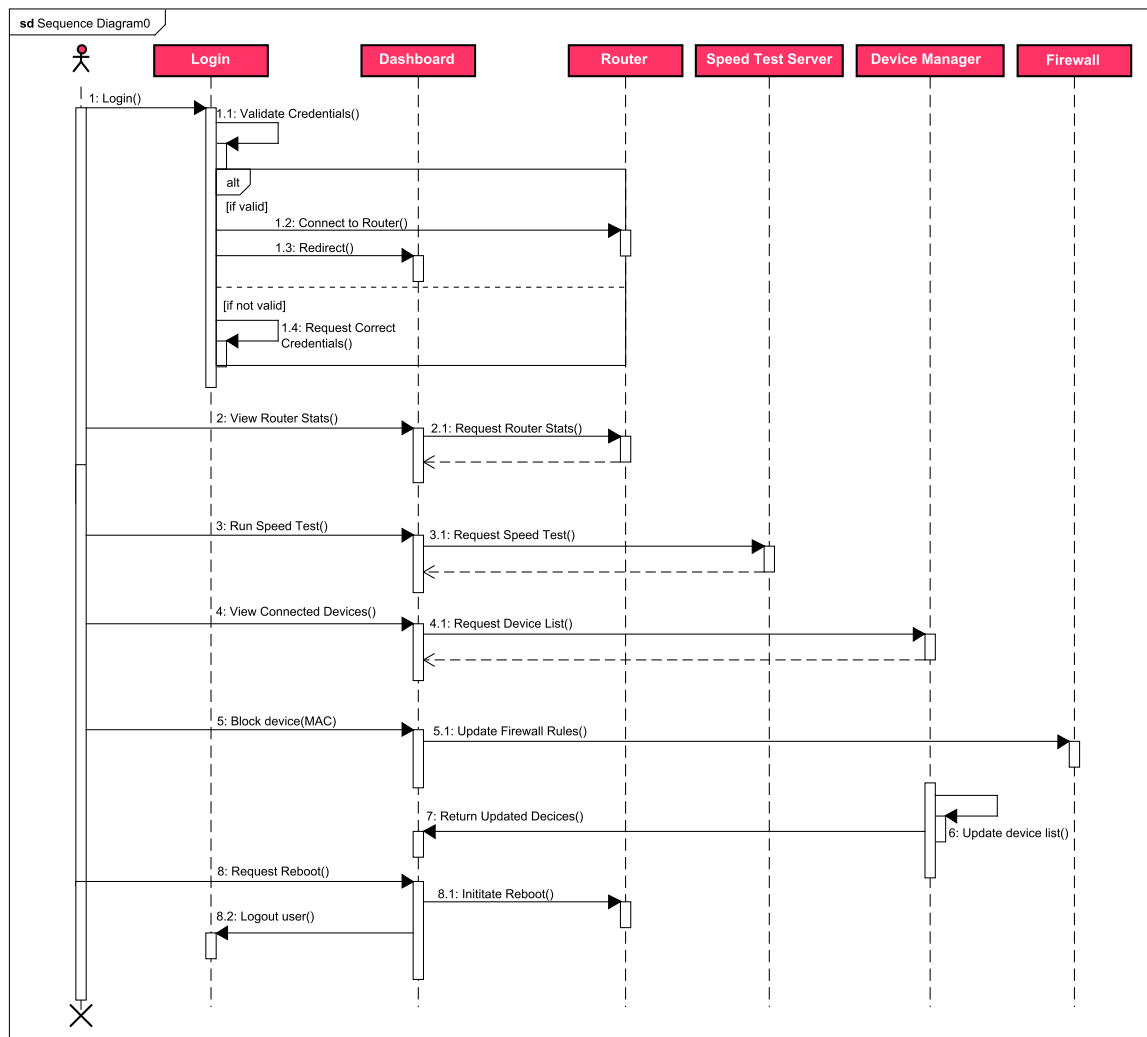 sd Sequence Diagram0
Login
Dashboard
Router
Speed Test Server
Device Manager
Firewall
1: Login()
1.1: Validate Credentials()
alt
[if valid]
1.2: Connect to Router()
1.3: Redirect()
[if not valid]
1.4: Request Correct
Credentials()
2: View Router Stats()
2.1: Request Router Stats()
3: Run Speed Test()
3.1: Request Speed Test()
4: View Connected Devices()
4.1: Request Device List()
5: Block device(MAC)
5.1: Update Firewall Rules()
7: Return Updated Decices()
6: Update device list()
8: Request Reboot()
8.1: Inititate Reboot()
8.2: Logout user()